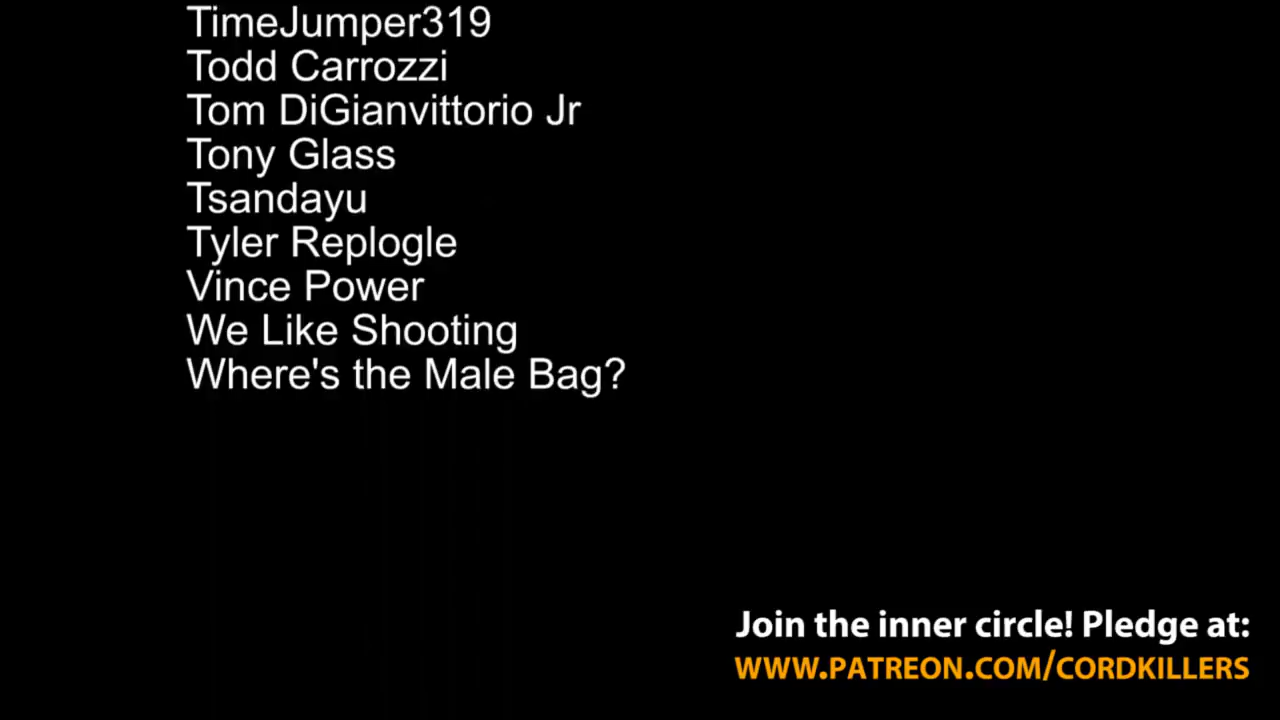 TimeJumper319
Todd Carrozzi
Tom DiGianvittorio Jr
Tony Glass
Tsandayu
Tyler Replogle
Vince Power
We Like Shooting
Where's the Male Bag?
Join the inner circle! Pledge at:
WWW.PATREON.COM/CORDKILLERS